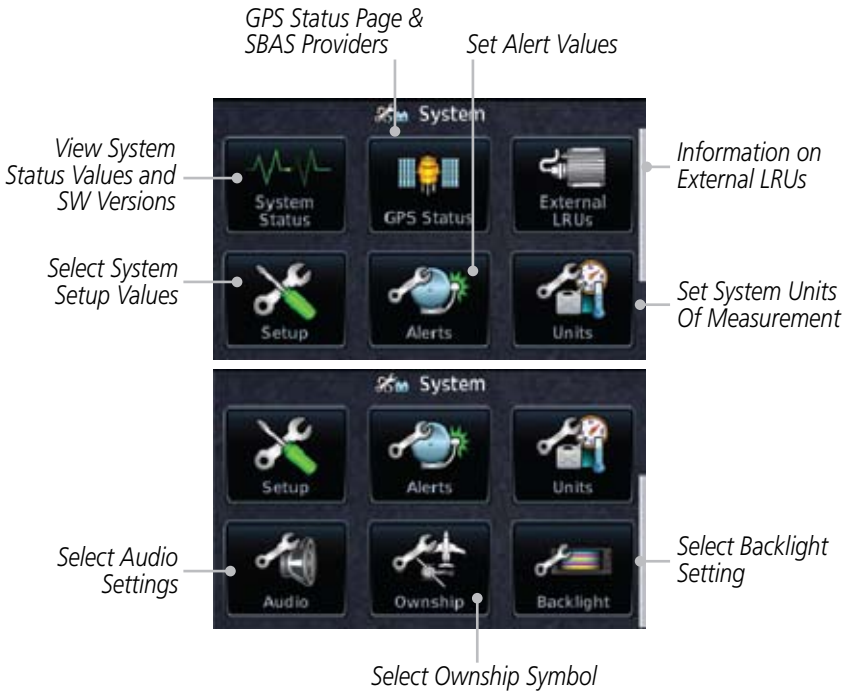 GPS Status Page &
SBAS Providers
Set Alert Values
System
View System
Status Values and
SW Versions
System
Status
GPS Status
External
LRUs
Information on
External LRUs
Select System
Setup Values
Setup
Alerts
Units
Set System Units
Of Measurement
System
Setup
Alerts
Units
Select Audio
Settings
Audio
Ownship
Backlight
Select Backlight
Setting
Select Ownship Symbol